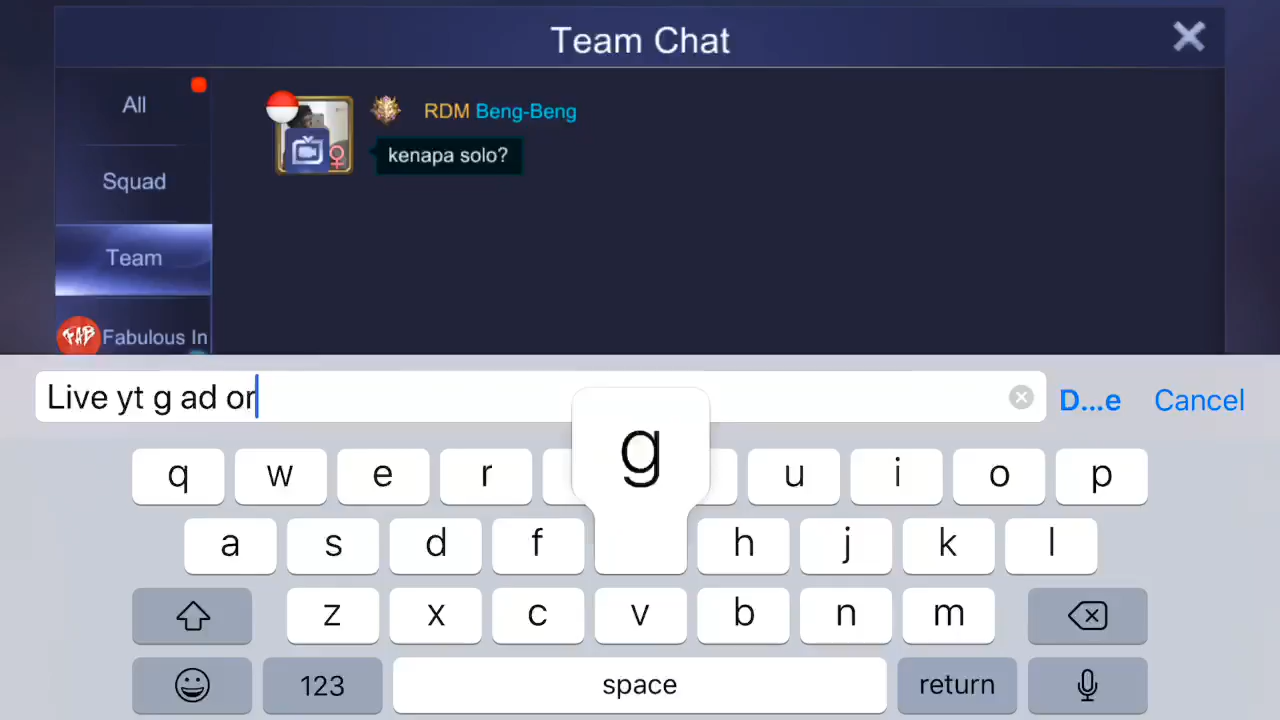 Team Chat
All
RDM Beng-Beng
kenapa solo?
Squad
Team
FAB Fabulous In
Live yt g ad or
D...e
Cancel
g
q w e r u i o p
a s d f h j k l
z x c v b n m
123 space return